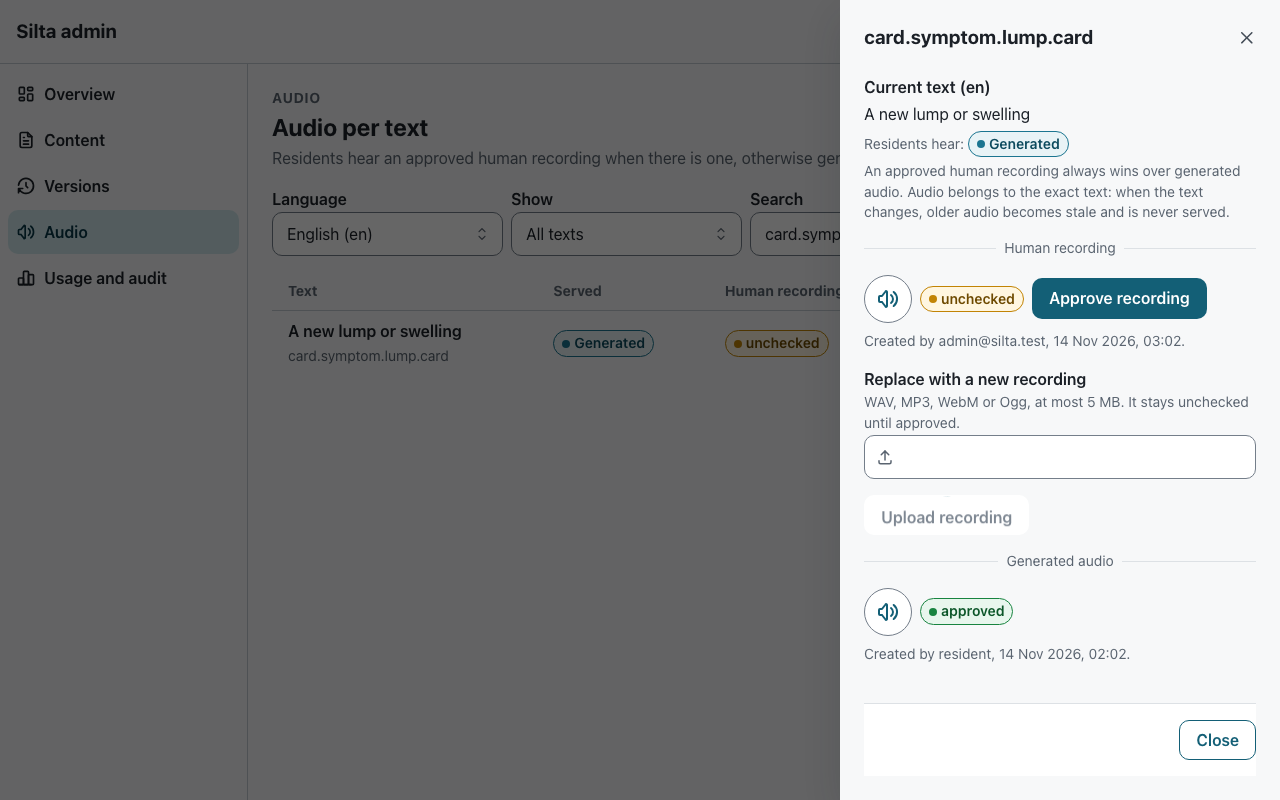 Silta admin
Overview
Content
Versions
Audio
Usage and audit
AUDIO
Audio per text
Residents hear an approved human recording when there is one, otherwise ger
Language
Show
Search
English (en)
All texts
card.symp
Text
Served
Human recording
A new lump or swelling
card.symptom.lump.card
Generated
unchecked
card.symptom.lump.card
Current text (en)
A new lump or swelling
Residents hear: Generated
An approved human recording always wins over generated
audio. Audio belongs to the exact text: when the text
changes, older audio becomes stale and is never served.
Human recording
unchecked
Approve recording
Created by admin@silta.test, 14 Nov 2026, 03:02.
Replace with a new recording
WAV, MP3, WebM or Ogg, at most 5 MB. It stays unchecked
until approved.
Upload recording
Generated audio
approved
Created by resident, 14 Nov 2026, 02:02.
Close